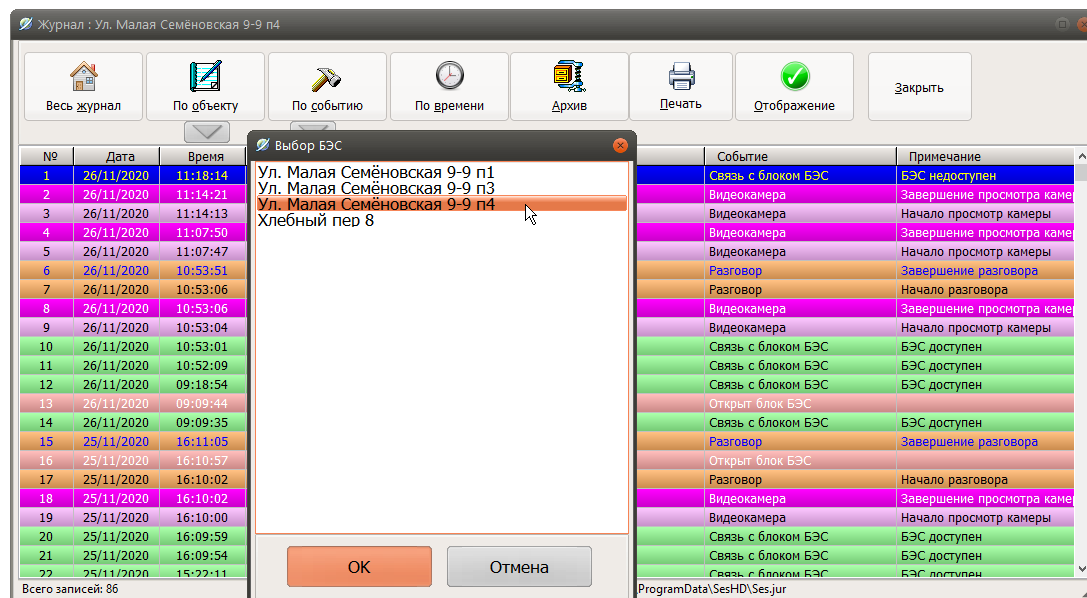 Журнал : Ул. Малая Семёновская 9-9 п4
Весь журнал По объекту По событию По времени Архив Печать Отображение Закрыть
Выбор БЭС
№ Дата Время Событие Примечание
Ул. Малая Семёновская 9-9 п1
Ул. Малая Семёновская 9-9 п3
Ул. Малая Семёновская 9-9 п4
Хлебный пер 8
1 26/11/2020 11:18:14 Связь с блоком БЭС БЭС недоступен
2 26/11/2020 11:14:21 Видеокамера Завершение просмотра каме
3 26/11/2020 11:14:13 Видеокамера Начало просмотр камеры
4 26/11/2020 11:07:50 Видеокамера Завершение просмотра каме
5 26/11/2020 11:07:47 Видеокамера Начало просмотр камеры
6 26/11/2020 10:53:51 Разговор Завершение разговора
7 26/11/2020 10:53:06 Разговор Начало разговора
8 26/11/2020 10:53:06 Видеокамера Завершение просмотра каме
9 26/11/2020 10:53:04 Видеокамера Начало просмотр камеры
10 26/11/2020 10:53:01 Связь с блоком БЭС БЭС доступен
11 26/11/2020 10:52:09 Связь с блоком БЭС БЭС доступен
12 26/11/2020 09:18:54 Связь с блоком БЭС БЭС доступен
13 26/11/2020 09:09:44 Открыт блок БЭС
14 26/11/2020 09:09:35 Связь с блоком БЭС БЭС доступен
15 25/11/2020 16:11:05 Разговор Завершение разговора
16 25/11/2020 16:10:57 Открыт блок БЭС
17 25/11/2020 16:10:02 Разговор Начало разговора
18 25/11/2020 16:10:02 Видеокамера Завершение просмотра каме
19 25/11/2020 16:10:00 Видеокамера Начало просмотр камеры
20 25/11/2020 16:09:59 Связь с блоком БЭС БЭС доступен
21 25/11/2020 16:09:54 Связь с блоком БЭС БЭС доступен
22 25/11/2020 15:22:11 Связь с блоком БЭС БЭС доступен
OK Отмена
Всего записей: 86 ProgramData\SesHD\Ses.jur